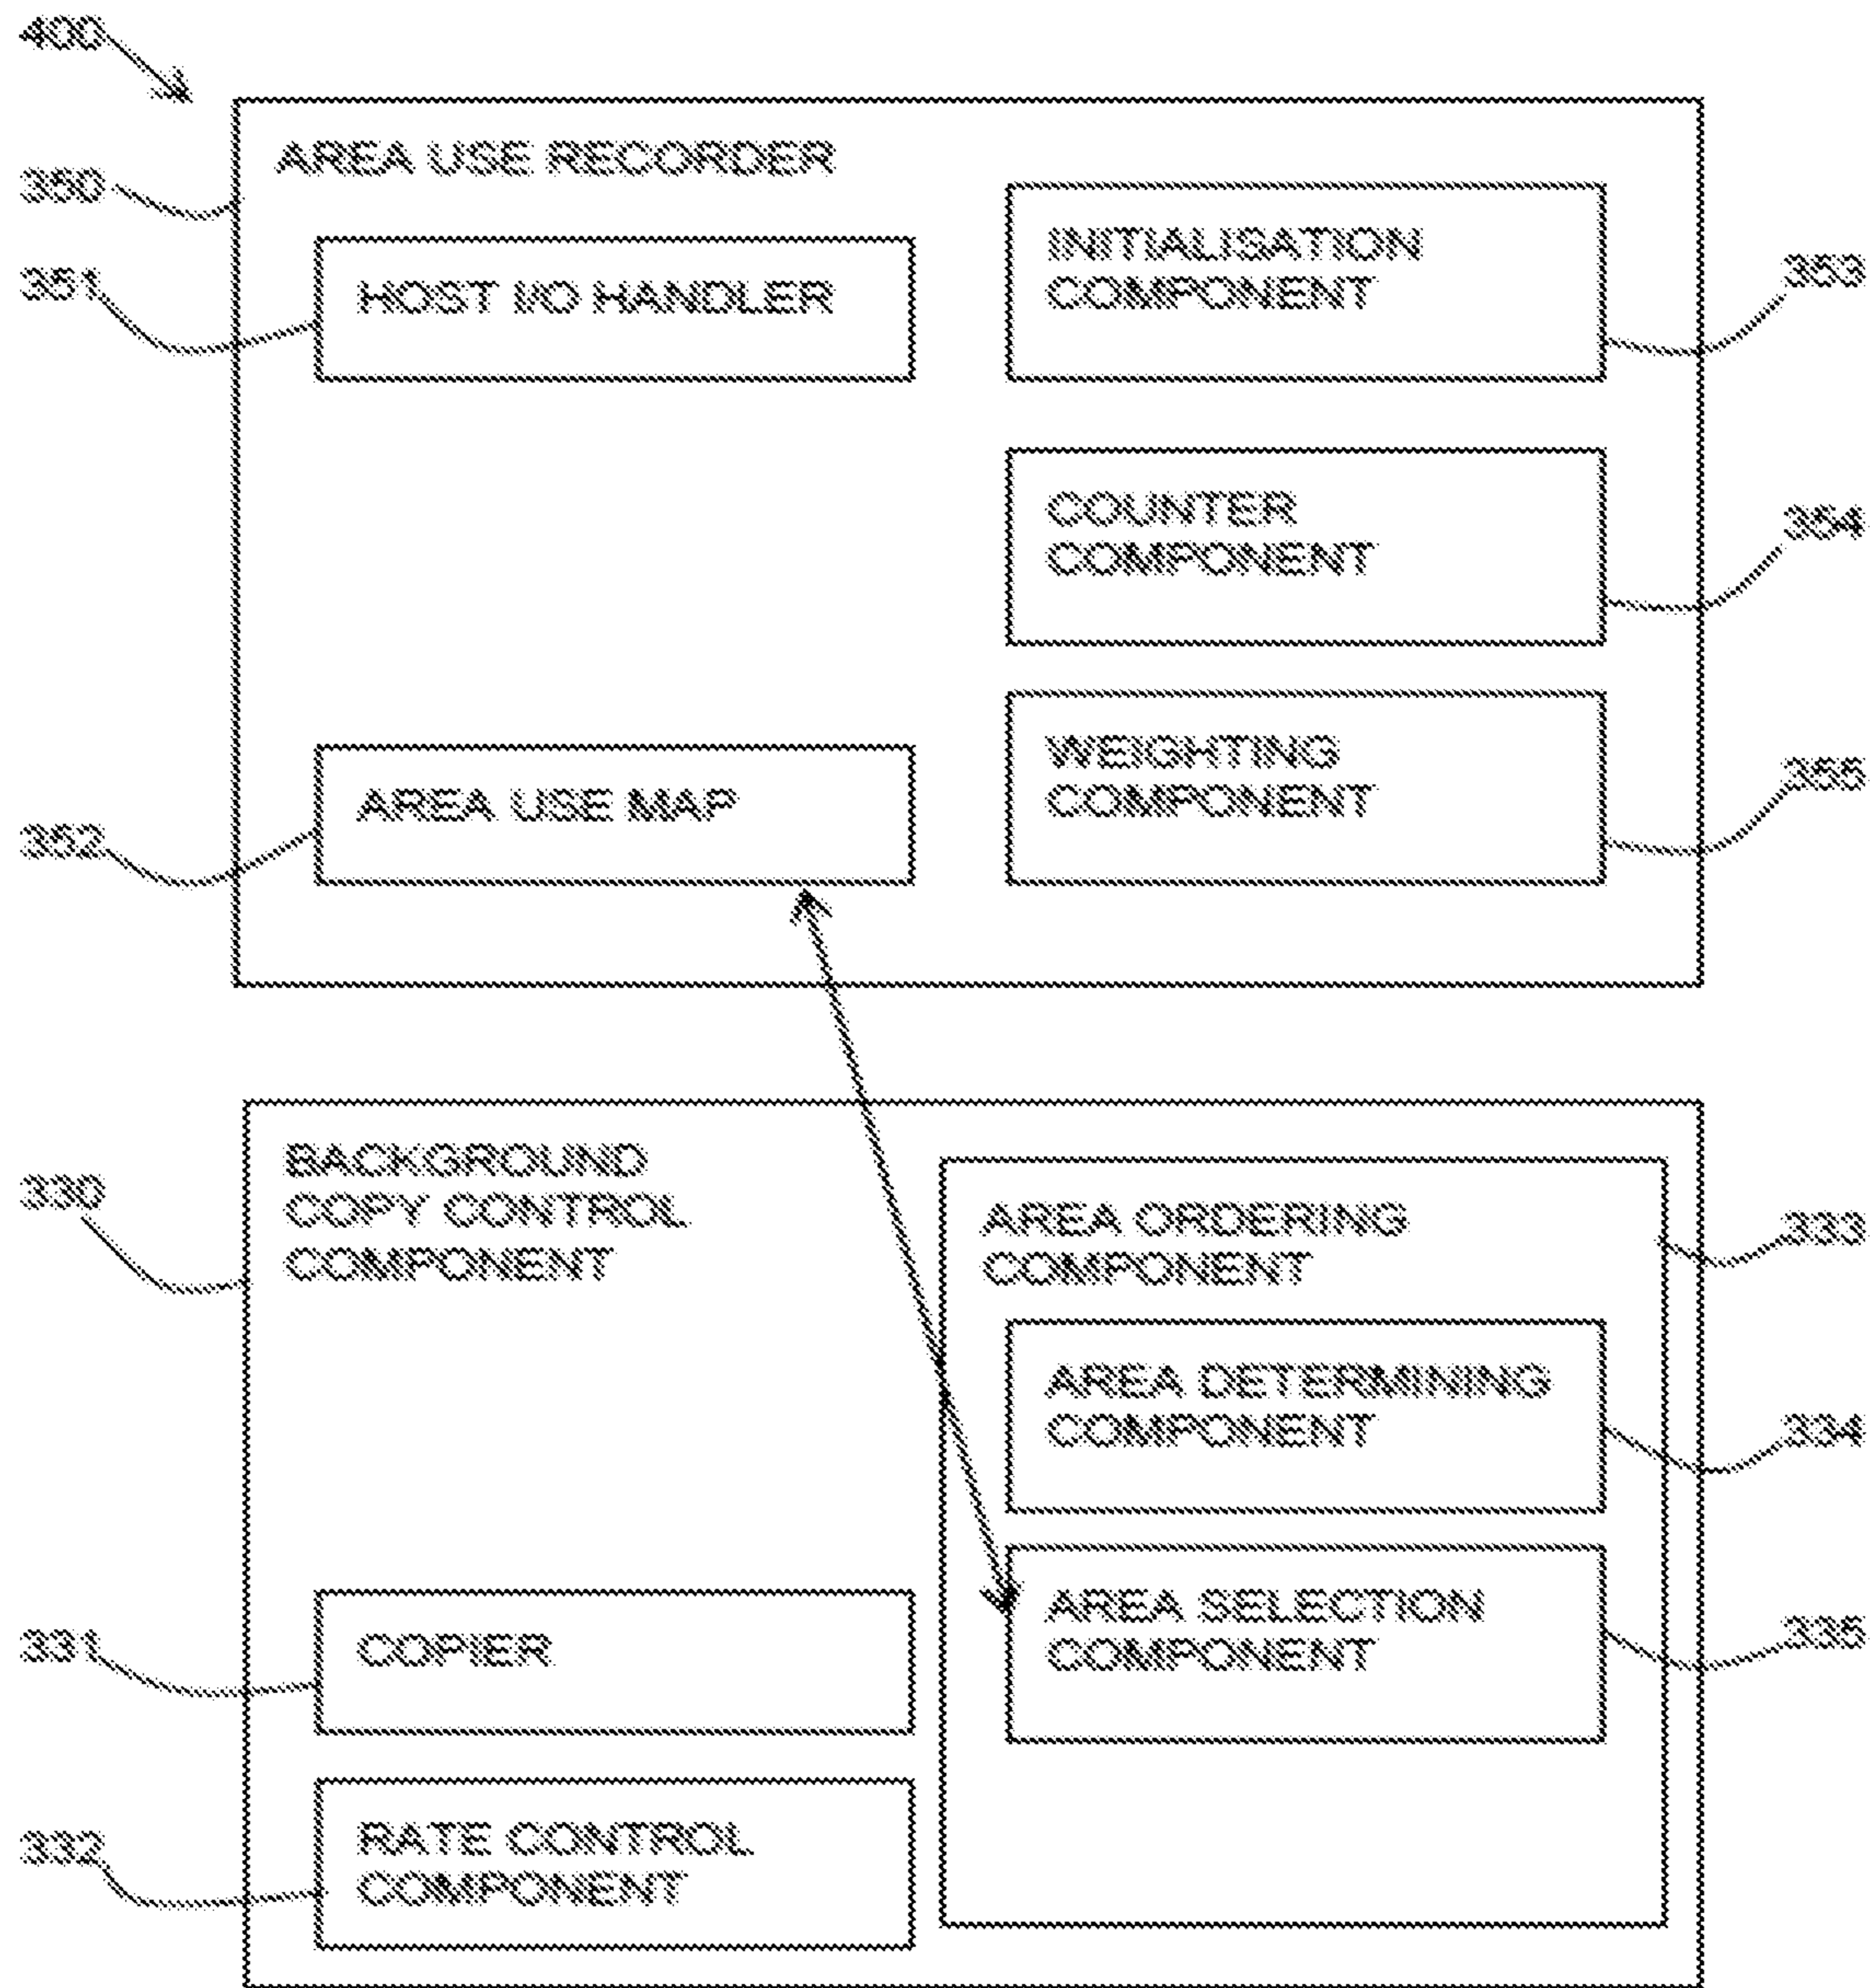 400
AREA USE RECORDER
350
INITIALISATION
COMPONENT
353
351
HOST I/O HANDLER
COUNTER
COMPONENT
354
WEIGHTING
COMPONENT
355
AREA USE MAP
352
BACKGROUND
COPY CONTROL
COMPONENT
330
AREA ORDERING
COMPONENT
333
AREA DETERMINING
COMPONENT
334
AREA SELECTION
COMPONENT
335
COPIER
331
RATE CONTROL
COMPONENT
332